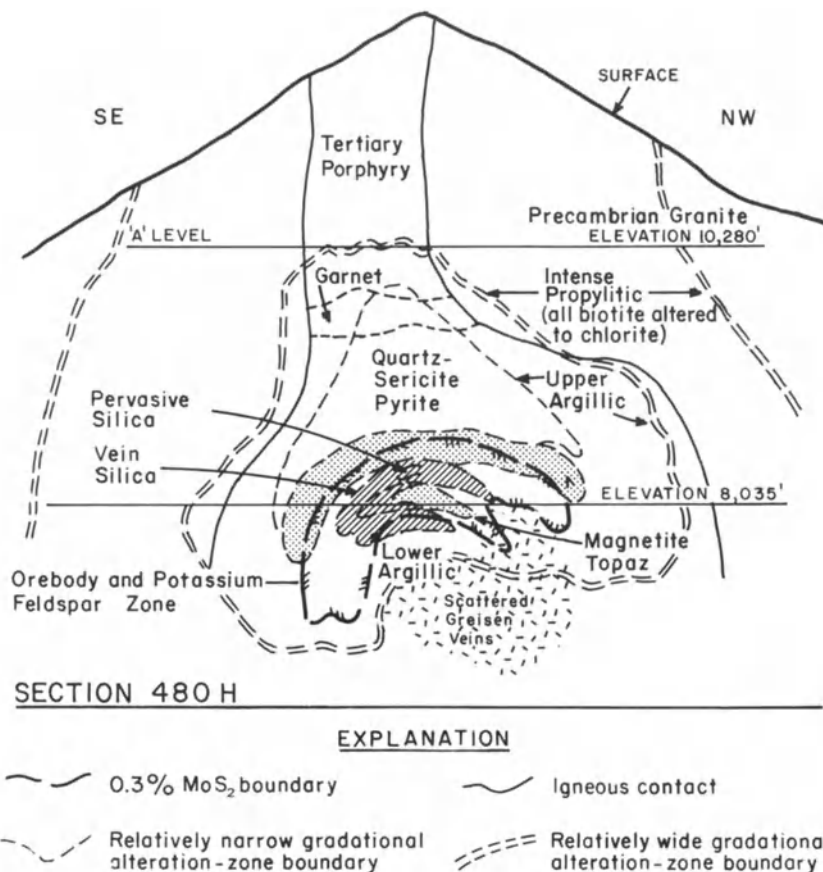 SURFACE
SE
NW
Tertiary
Porphyry
Precambrian Granite
'A' LEVEL
ELEVATION 10,280'
Garnet
Intense
Propylitic
(all biotite altered
to chlorite)
Quartz-
Sericite
Pyrite
Upper
Argillic
Pervasive
Silica
Vein
Silica
ELEVATION 8,035'
Magnetite
Topaz
Lower
Argillic
Orebody and Potassium
Feldspar Zone
Scattered
Greisen
Veins
SECTION 480 H
EXPLANATION
0.3% MoS₂ boundary
Igneous contact
Relatively narrow gradational
alteration-zone boundary
Relatively wide gradationa
alteration-zone boundary